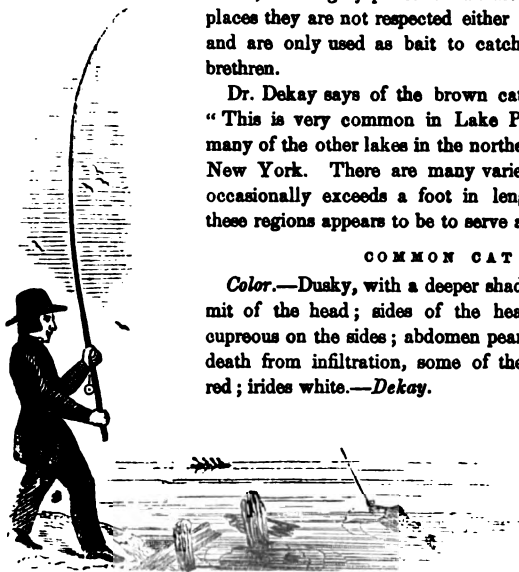 places they are not respected either
and are only used as bait to catch
brethren.
Dr. Dekay says of the brown cat
“ This is very common in Lake P
many of the other lakes in the northe
New York. There are many varie
occasionally exceeds a foot in leng
these regions appears to be to serve a
COMMON CAT
Color.—Dusky, with a deeper shad
mit of the head ; sides of the hea
cupreous on the sides ; abdomen pear
death from infiltration, some of the
red ; irides white.—Dekay.